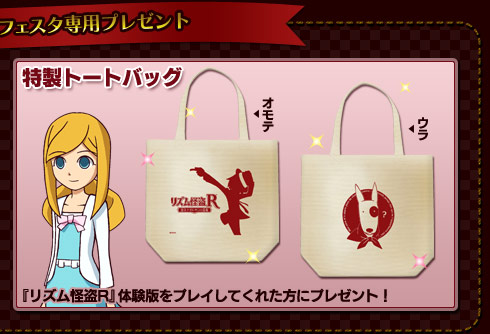 フェスタ専用プレゼント
特製トートバッグ
オモテ
ウラ
リズム怪盗R
『リズム怪盗R』体験版をプレイしてくれた方にプレゼント！